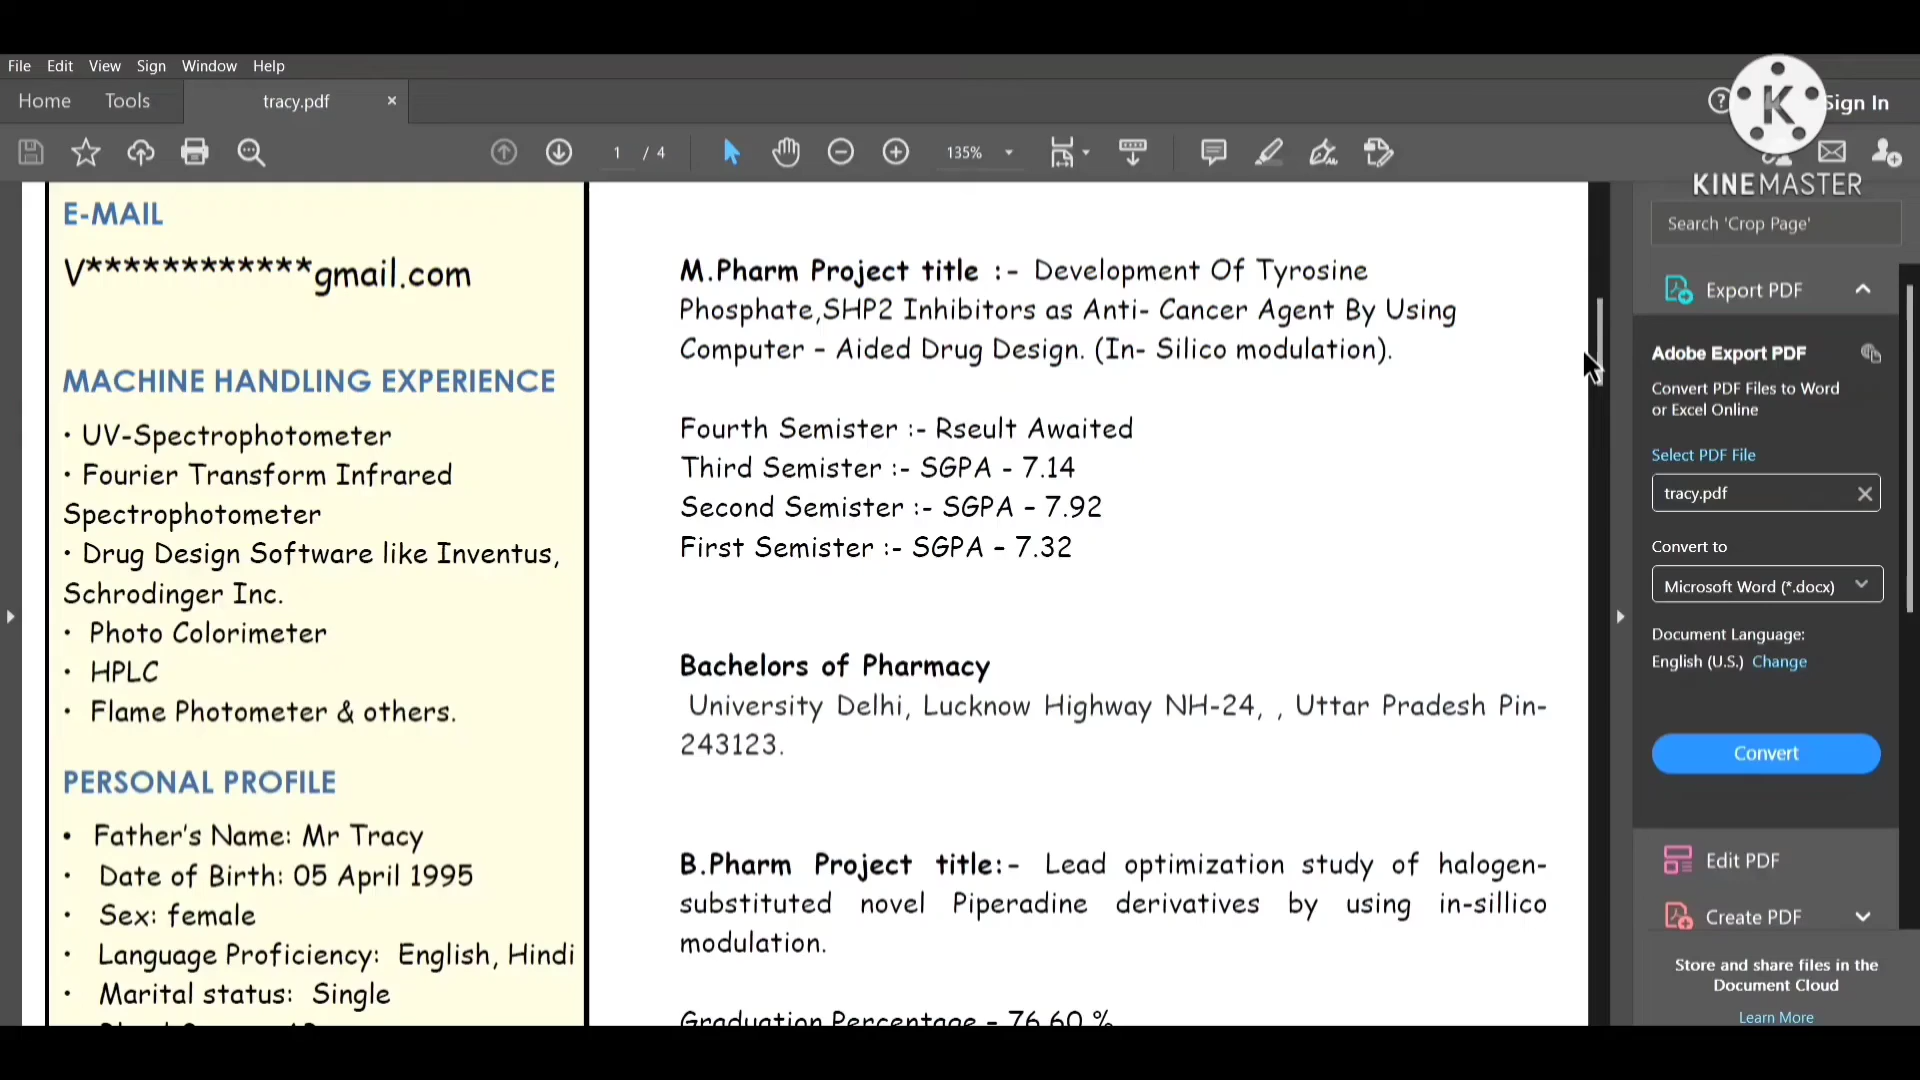 File Edit View Sign Window Help
Home Tools tracy.pdf × Sign In
1 / 4 135%
KINEMASTER
E-MAIL
V************gmail.com
MACHINE HANDLING EXPERIENCE
• UV-Spectrophotometer
• Fourier Transform Infrared
Spectrophotometer
• Drug Design Software like Inventus,
Schrodinger Inc.
• Photo Colorimeter
• HPLC
• Flame Photometer & others.
PERSONAL PROFILE
• Father's Name: Mr Tracy
• Date of Birth: 05 April 1995
• Sex: female
• Language Proficiency: English, Hindi
• Marital status: Single
M.Pharm Project title :- Development Of Tyrosine
Phosphate,SHP2 Inhibitors as Anti- Cancer Agent By Using
Computer – Aided Drug Design. (In- Silico modulation).
Fourth Semister :- Rseult Awaited
Third Semister :- SGPA - 7.14
Second Semister :- SGPA – 7.92
First Semister :- SGPA – 7.32
Bachelors of Pharmacy
University Delhi, Lucknow Highway NH-24, , Uttar Pradesh Pin-
243123.
B.Pharm Project title:- Lead optimization study of halogen-
substituted novel Piperadine derivatives by using in-sillico
modulation.
Graduation Percentage – 76.60 %
Search 'Crop Page'
Export PDF
Adobe Export PDF
Convert PDF Files to Word
or Excel Online
Select PDF File
tracy.pdf
Convert to
Microsoft Word (*.docx)
Document Language:
English (U.S.) Change
Convert
Edit PDF
Create PDF
Store and share files in the
Document Cloud
Learn More